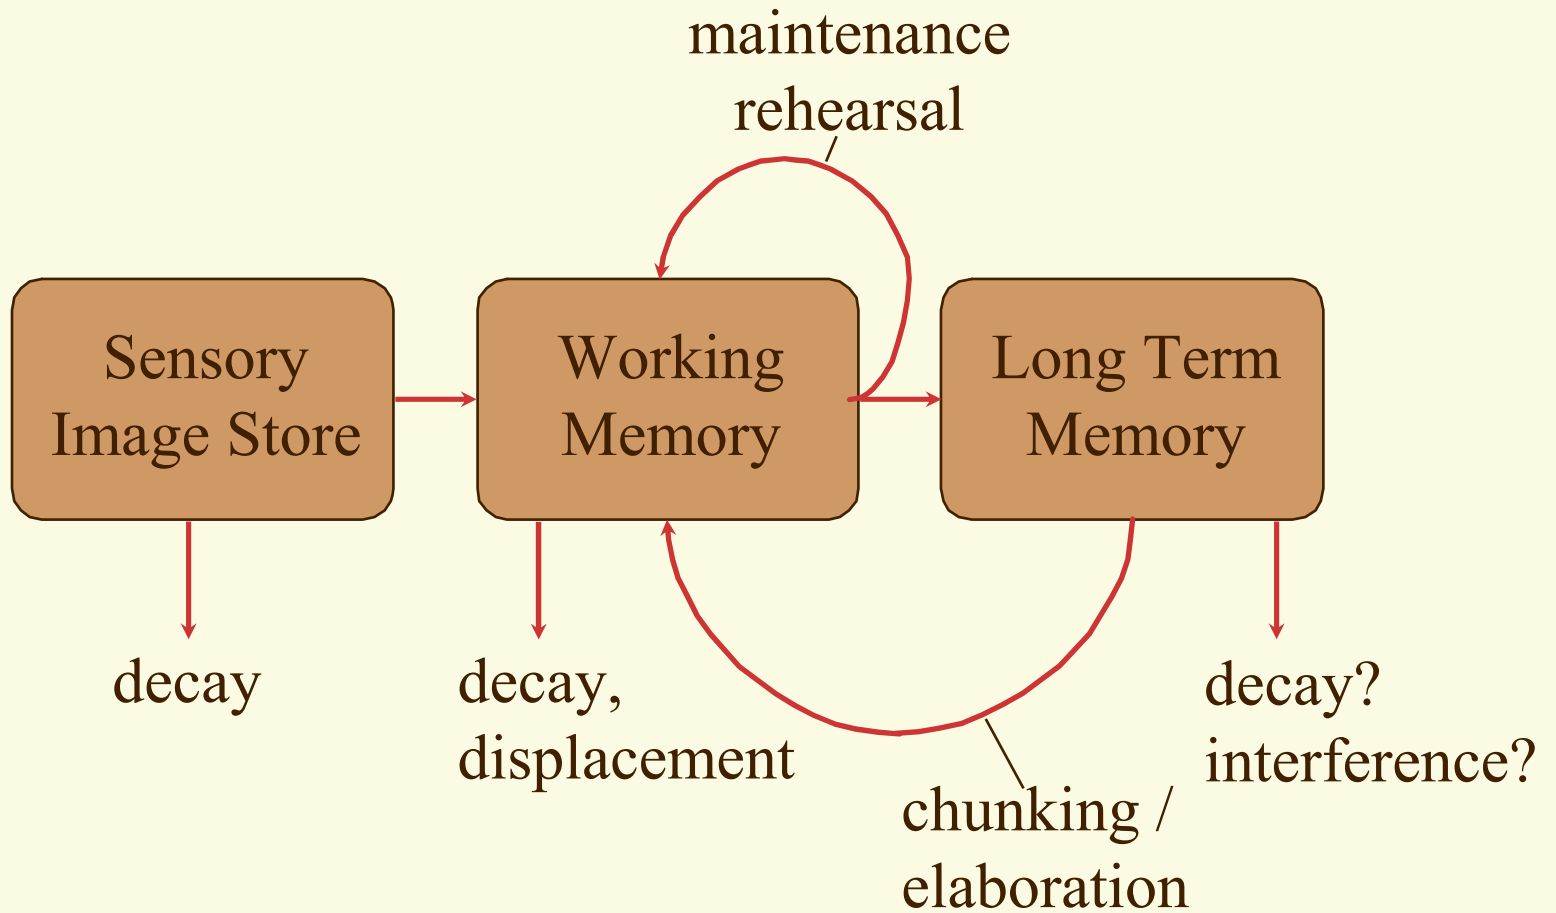 maintenance
rehearsal
Sensory
Image Store
Working
Memory
Long Term
Memory
decay
decay,
displacement
decay?
interference?
chunking /
elaboration